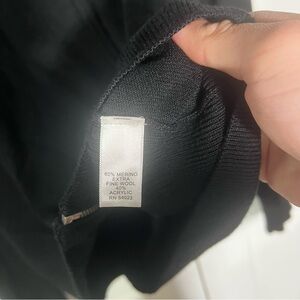 60% MERINO
EXTRA
FINE WOOL
40%
ACRYLIC
RN 54023